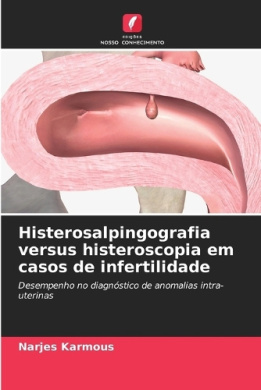 edições
NOSSO CONHECIMENTO
Histerosalpingografia
versus histeroscopia em
casos de infertilidade
Desempenho no diagnóstico de anomalias intra-
uterinas
Narjes Karmous